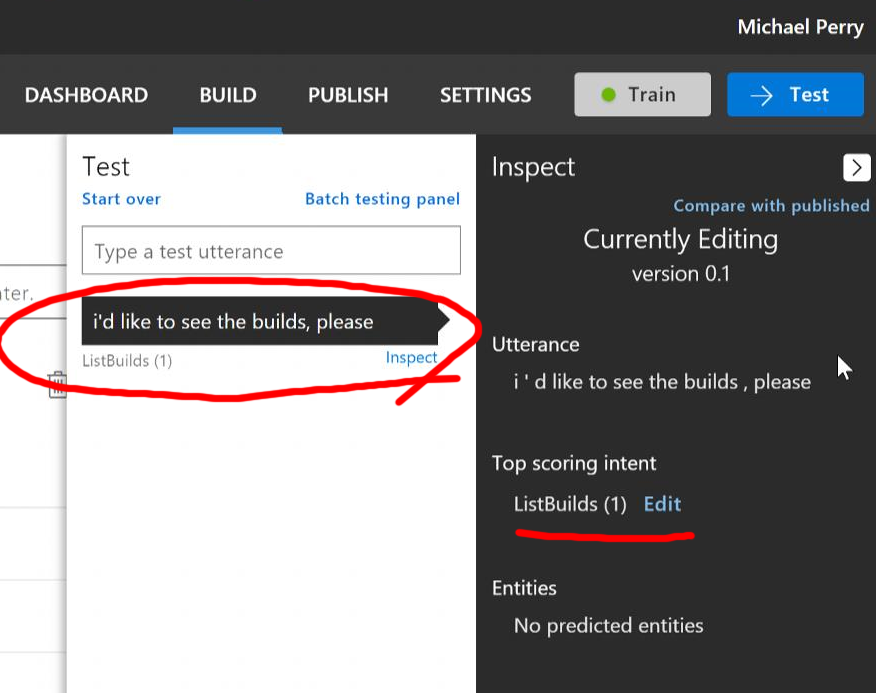 Michael Perry
DASHBOARD BUILD PUBLISH SETTINGS Train Test
Test
Start over Batch testing panel
Type a test utterance
ter.
i'd like to see the builds, please
ListBuilds (1) Inspect
Inspect
Compare with published
Currently Editing
version 0.1
Utterance
i ' d like to see the builds , please
Top scoring intent
ListBuilds (1) Edit
Entities
No predicted entities